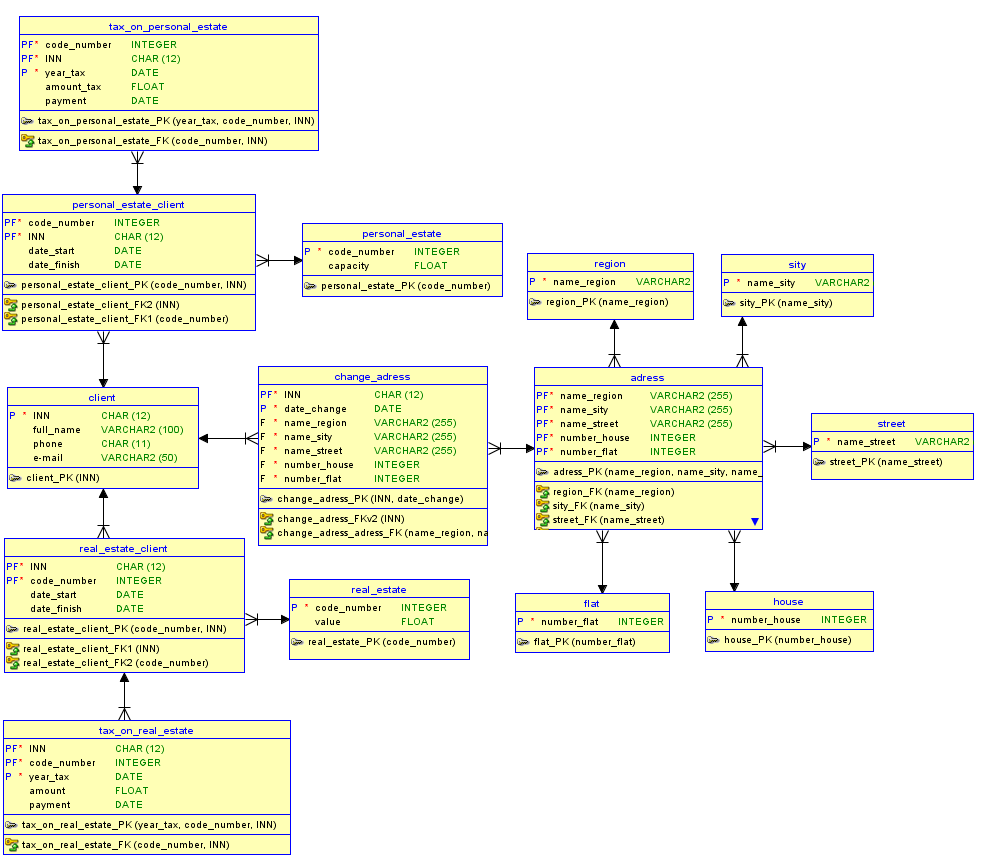 tax_on_personal_estate
PF* code_number INTEGER
PF* INN CHAR (12)
P * year_tax DATE
amount_tax FLOAT
payment DATE
tax_on_personal_estate_PK (year_tax, code_number, INN)
tax_on_personal_estate_FK (code_number, INN)
personal_estate_client
PF* code_number INTEGER
PF* INN CHAR (12)
date_start DATE
date_finish DATE
personal_estate_client_PK (code_number, INN)
personal_estate_client_FK2 (INN)
personal_estate_client_FK1 (code_number)
personal_estate
P * code_number INTEGER
capacity FLOAT
personal_estate_PK (code_number)
region
P * name_region VARCHAR2
region_PK (name_region)
sity
P * name_sity VARCHAR2
sity_PK (name_sity)
client
P * INN CHAR (12)
full_name VARCHAR2 (100)
phone CHAR (11)
e-mail VARCHAR2 (50)
client_PK (INN)
change_adress
PF* INN CHAR (12)
P * date_change DATE
F * name_region VARCHAR2 (255)
F * name_sity VARCHAR2 (255)
F * name_street VARCHAR2 (255)
F * number_house INTEGER
F * number_flat INTEGER
change_adress_PK (INN, date_change)
change_adress_FKv2 (INN)
change_adress_adress_FK (name_region, na
adress
PF* name_region VARCHAR2 (255)
PF* name_sity VARCHAR2 (255)
PF* name_street VARCHAR2 (255)
PF* number_house INTEGER
PF* number_flat INTEGER
adress_PK (name_region, name_sity, name_
region_FK (name_region)
sity_FK (name_sity)
street_FK (name_street)
street
P * name_street VARCHAR2
street_PK (name_street)
real_estate_client
PF* INN CHAR (12)
PF* code_number INTEGER
date_start DATE
date_finish DATE
real_estate_client_PK (code_number, INN)
real_estate_client_FK1 (INN)
real_estate_client_FK2 (code_number)
real_estate
P * code_number INTEGER
value FLOAT
real_estate_PK (code_number)
flat
P * number_flat INTEGER
flat_PK (number_flat)
house
P * number_house INTEGER
house_PK (number_house)
tax_on_real_estate
PF* INN CHAR (12)
PF* code_number INTEGER
P * year_tax DATE
amount FLOAT
payment DATE
tax_on_real_estate_PK (year_tax, code_number, INN)
tax_on_real_estate_FK (code_number, INN)